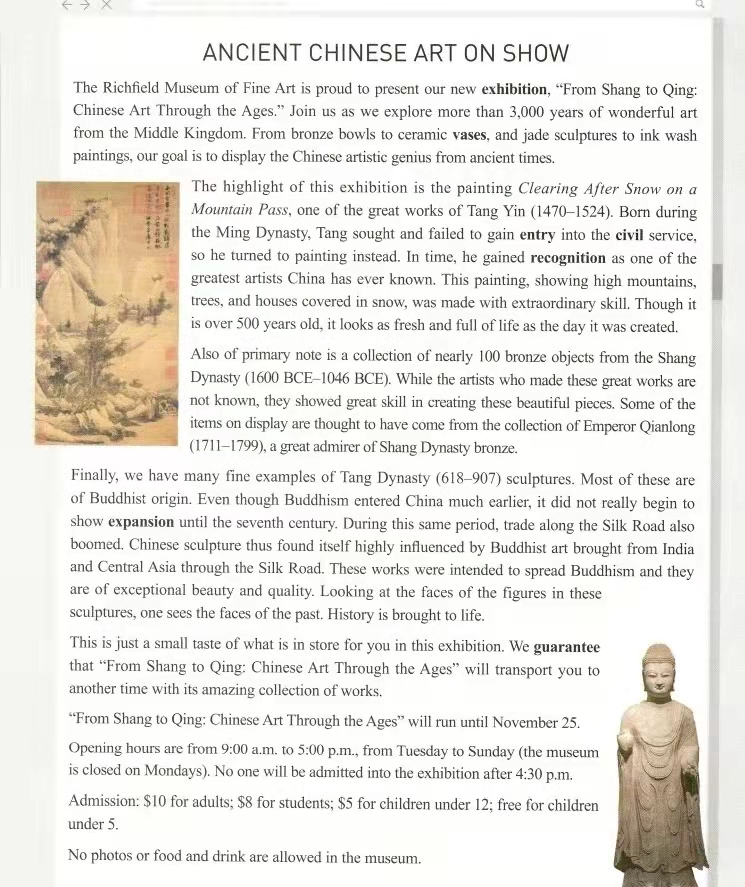 ANCIENT CHINESE ART ON SHOW
The Richfield Museum of Fine Art is proud to present our new exhibition, “From Shang to Qing:
Chinese Art Through the Ages.” Join us as we explore more than 3,000 years of wonderful art
from the Middle Kingdom. From bronze bowls to ceramic vases, and jade sculptures to ink wash
paintings, our goal is to display the Chinese artistic genius from ancient times.
The highlight of this exhibition is the painting Clearing After Snow on a
Mountain Pass, one of the great works of Tang Yin (1470–1524). Born during
the Ming Dynasty, Tang sought and failed to gain entry into the civil service,
so he turned to painting instead. In time, he gained recognition as one of the
greatest artists China has ever known. This painting, showing high mountains,
trees, and houses covered in snow, was made with extraordinary skill. Though it
is over 500 years old, it looks as fresh and full of life as the day it was created.
Also of primary note is a collection of nearly 100 bronze objects from the Shang
Dynasty (1600 BCE–1046 BCE). While the artists who made these great works are
not known, they showed great skill in creating these beautiful pieces. Some of the
items on display are thought to have come from the collection of Emperor Qianlong
(1711–1799), a great admirer of Shang Dynasty bronze.
Finally, we have many fine examples of Tang Dynasty (618–907) sculptures. Most of these are
of Buddhist origin. Even though Buddhism entered China much earlier, it did not really begin to
show expansion until the seventh century. During this same period, trade along the Silk Road also
boomed. Chinese sculpture thus found itself highly influenced by Buddhist art brought from India
and Central Asia through the Silk Road. These works were intended to spread Buddhism and they
are of exceptional beauty and quality. Looking at the faces of the figures in these
sculptures, one sees the faces of the past. History is brought to life.
This is just a small taste of what is in store for you in this exhibition. We guarantee
that “From Shang to Qing: Chinese Art Through the Ages” will transport you to
another time with its amazing collection of works.
“From Shang to Qing: Chinese Art Through the Ages” will run until November 25.
Opening hours are from 9:00 a.m. to 5:00 p.m., from Tuesday to Sunday (the museum
is closed on Mondays). No one will be admitted into the exhibition after 4:30 p.m.
Admission: $10 for adults; $8 for students; $5 for children under 12; free for children
under 5.
No photos or food and drink are allowed in the museum.